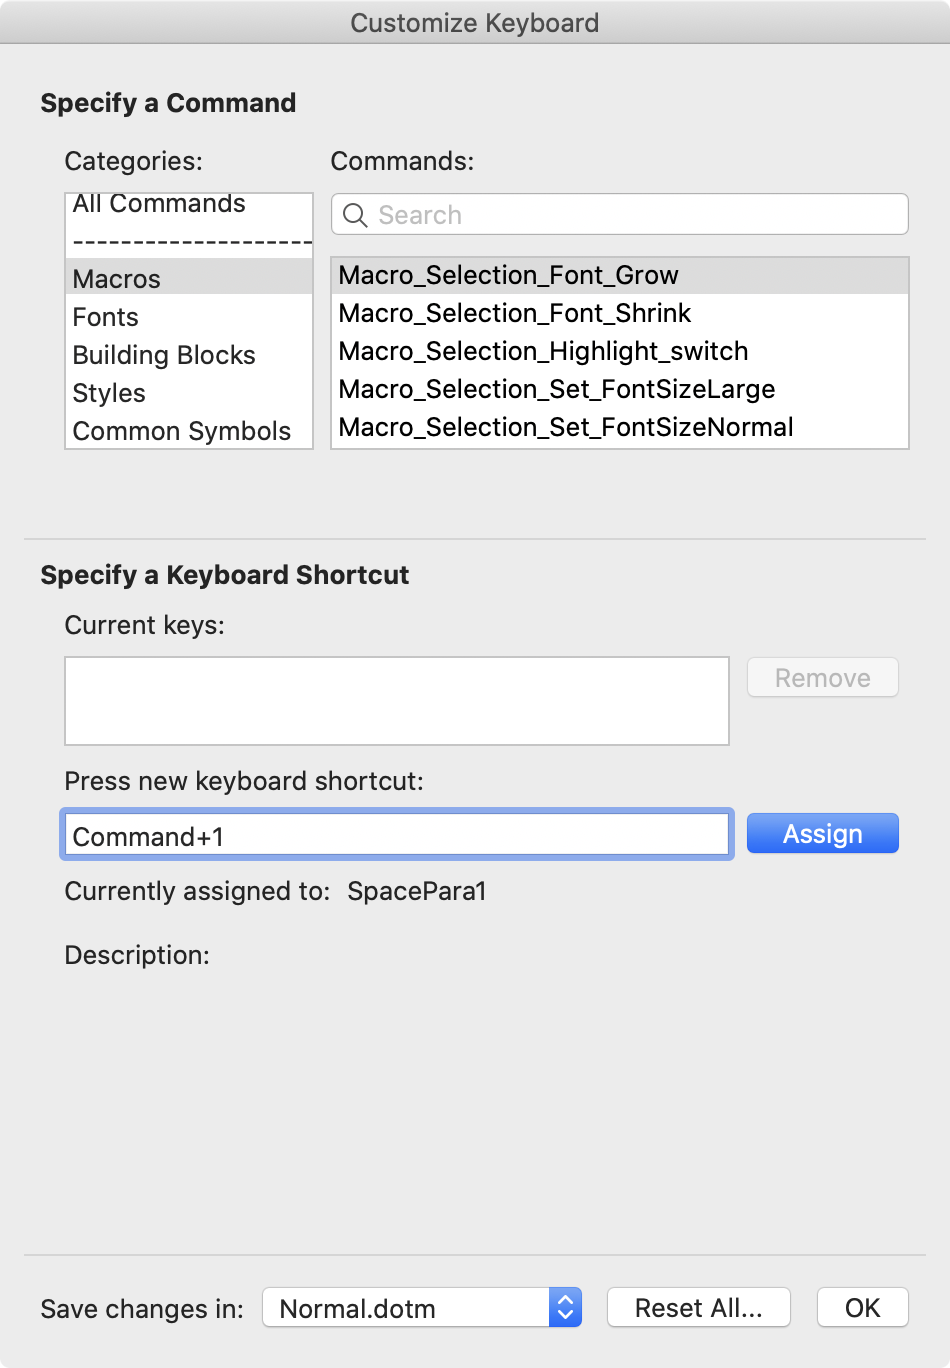 Customize Keyboard
Specify a Command
Categories:
Commands:
All Commands
--------------------
Macros
Fonts
Building Blocks
Styles
Common Symbols
Search
Macro_Selection_Font_Grow
Macro_Selection_Font_Shrink
Macro_Selection_Highlight_switch
Macro_Selection_Set_FontSizeLarge
Macro_Selection_Set_FontSizeNormal
Specify a Keyboard Shortcut
Current keys:
Remove
Press new keyboard shortcut:
Command+1
Assign
Currently assigned to: SpacePara1
Description:
Save changes in: Normal.dotm Reset All... OK